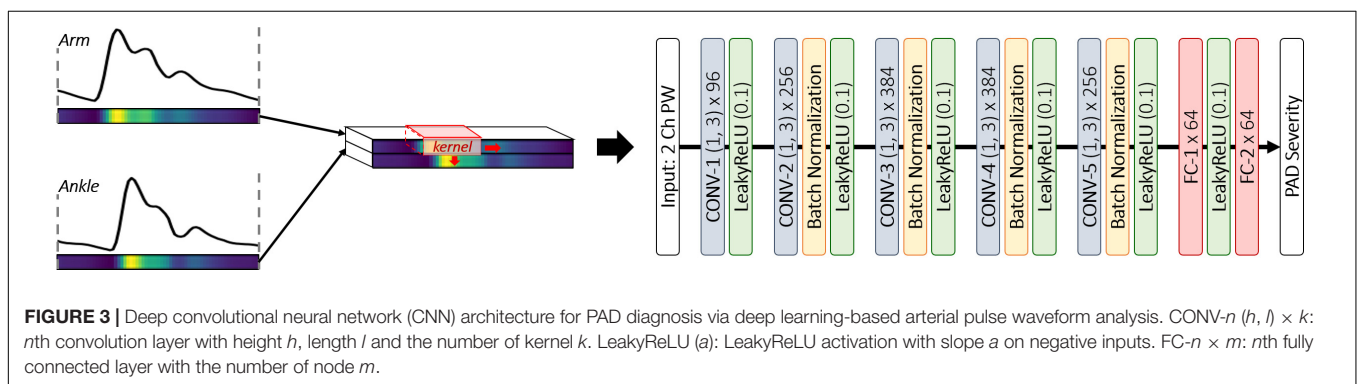 Arm
Ankle
kernel
Input: 2 Ch PW
CONV-1 (1, 3) x 96
LeakyReLU (0.1)
CONV-2 (1, 3) x 256
Batch Normalization
LeakyReLU (0.1)
CONV-3 (1, 3) x 384
Batch Normalization
LeakyReLU (0.1)
CONV-4 (1, 3) x 384
Batch Normalization
LeakyReLU (0.1)
CONV-5 (1, 3) x 256
Batch Normalization
LeakyReLU (0.1)
FC-1 x 64
LeakyReLU (0.1)
FC-2 x 64
PAD Severity
FIGURE 3 | Deep convolutional neural network (CNN) architecture for PAD diagnosis via deep learning-based arterial pulse waveform analysis. CONV-n (h, l) × k:
nth convolution layer with height h, length l and the number of kernel k. LeakyReLU (a): LeakyReLU activation with slope a on negative inputs. FC-n × m: nth fully
connected layer with the number of node m.